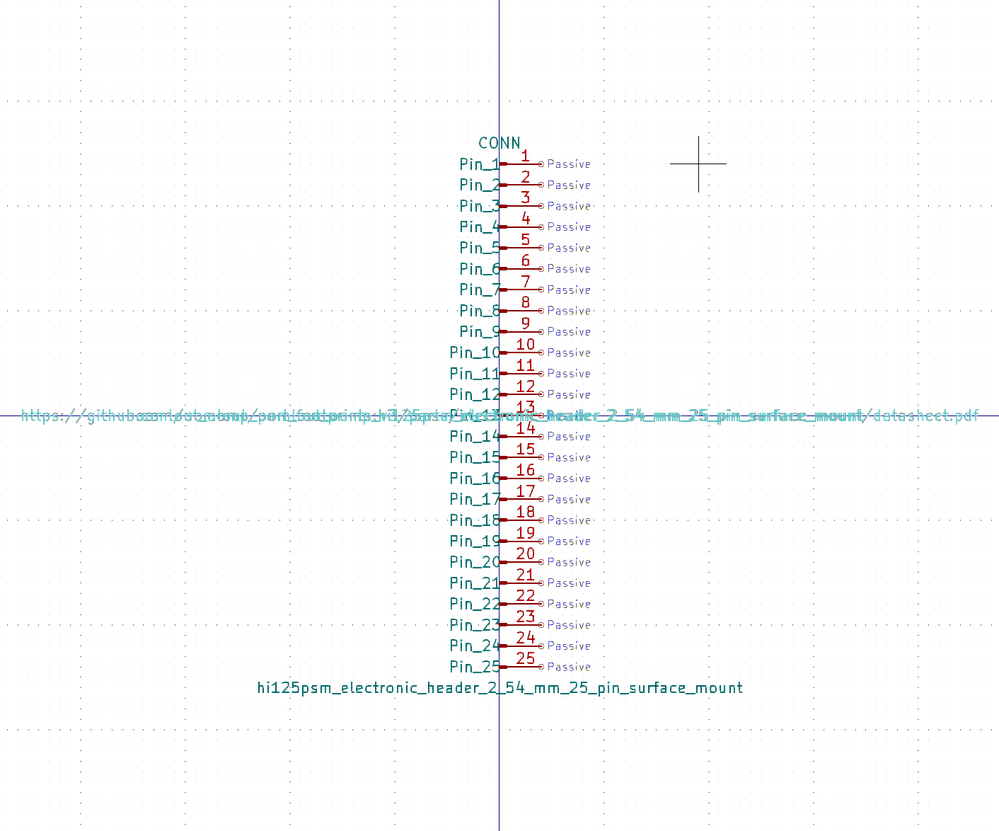 CONN
Pin_1 1 Passive
Pin_2 2 Passive
Pin_3 3 Passive
Pin_4 4 Passive
Pin_5 5 Passive
Pin_6 6 Passive
Pin_7 7 Passive
Pin_8 8 Passive
Pin_9 9 Passive
Pin_10 10 Passive
Pin_11 11 Passive
Pin_12 12 Passive
13
Pin_14 14 Passive
Pin_15 15 Passive
Pin_16 16 Passive
Pin_17 17 Passive
Pin_18 18 Passive
Pin_19 19 Passive
Pin_20 20 Passive
Pin_21 21 Passive
Pin_22 22 Passive
Pin_23 23 Passive
Pin_24 24 Passive
Pin_25 25 Passive
hi125psm_electronic_header_2_54_mm_25_pin_surface_mount